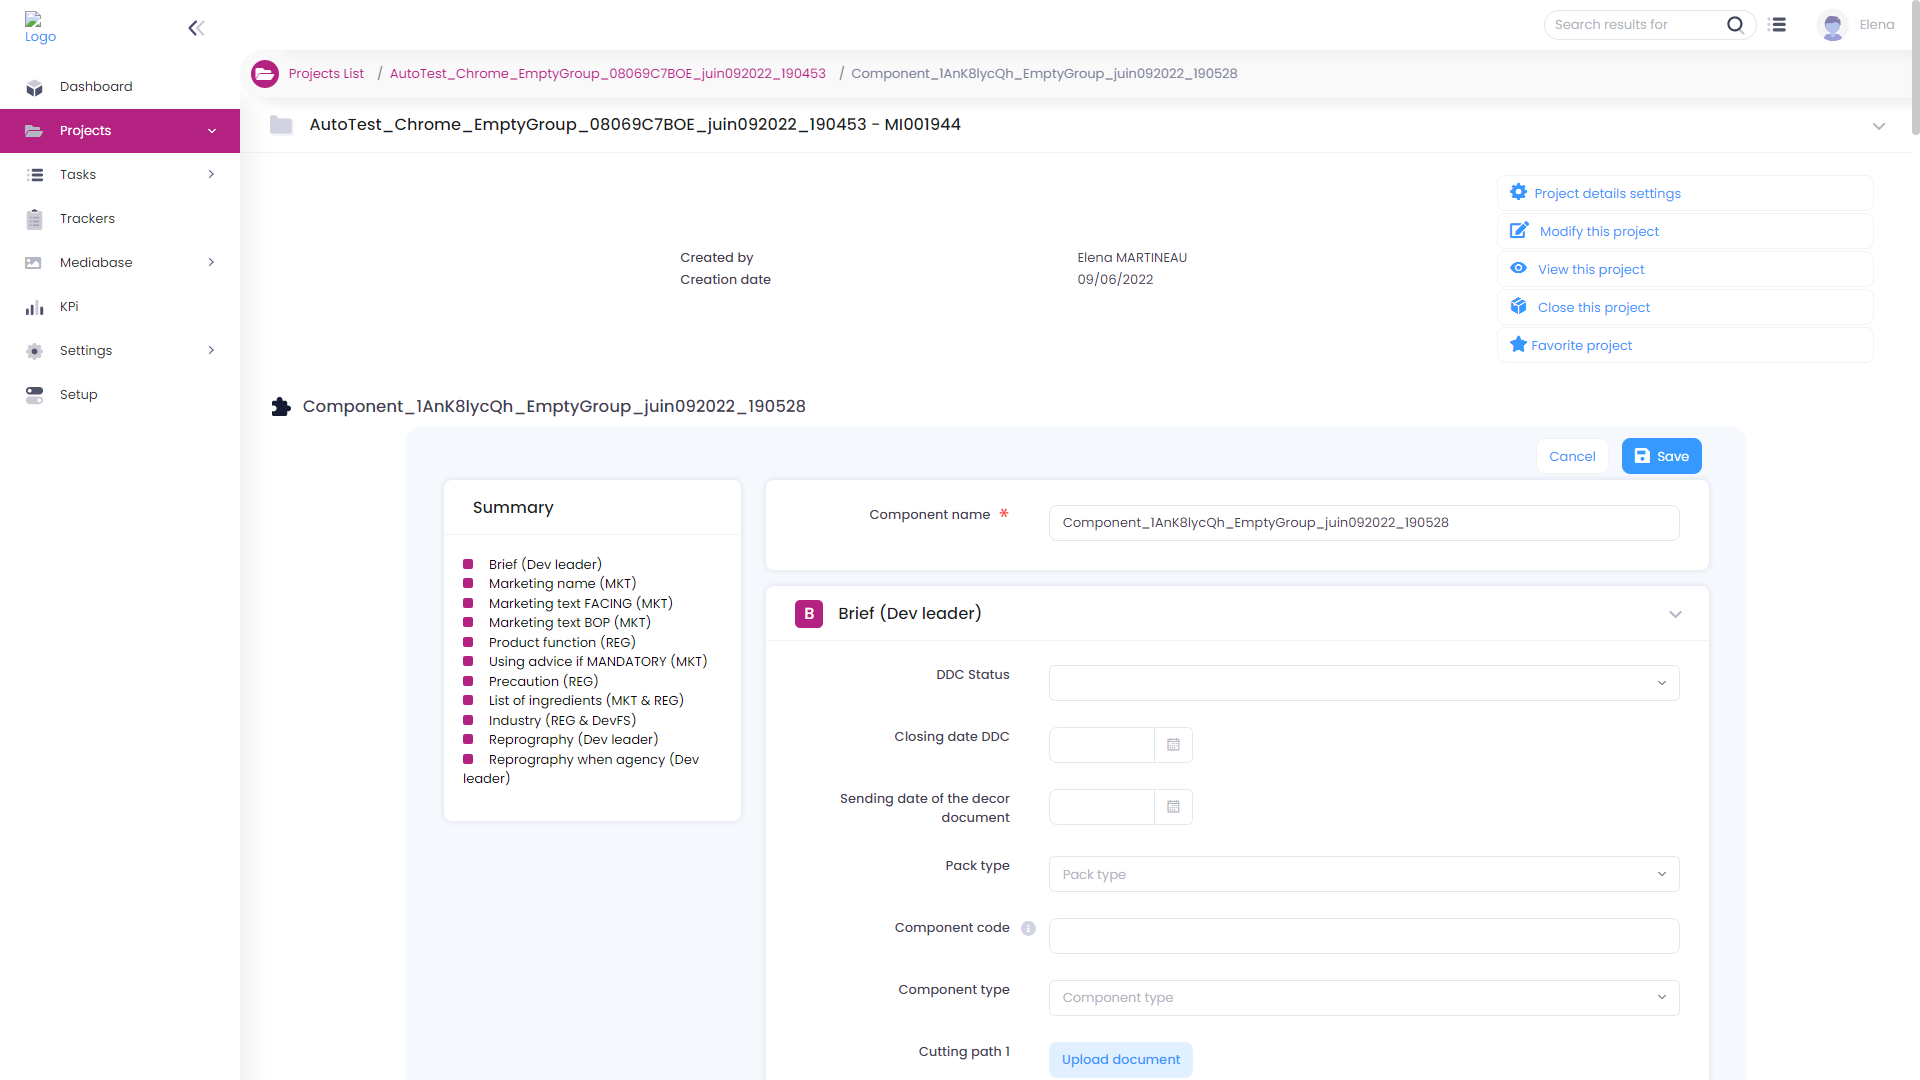 Logo
Search results for
Elena
Projects List / AutoTest_Chrome_EmptyGroup_08069C7BOE_juin092022_190453 / Component_1AnK8lycQh_EmptyGroup_juin092022_190528
Dashboard
Projects
Tasks
Trackers
Mediabase
KPi
Settings
Setup
AutoTest_Chrome_EmptyGroup_08069C7BOE_juin092022_190453 - MI001944
Created by Elena MARTINEAU
Creation date 09/06/2022
Project details settings
Modify this project
View this project
Close this project
Favorite project
Component_1AnK8lycQh_EmptyGroup_juin092022_190528
Cancel
Save
Summary
Brief (Dev leader)
Marketing name (MKT)
Marketing text FACING (MKT)
Marketing text BOP (MKT)
Product function (REG)
Using advice if MANDATORY (MKT)
Precaution (REG)
List of ingredients (MKT & REG)
Industry (REG & DevFS)
Reprography (Dev leader)
Reprography when agency (Dev
leader)
Component name * Component_1AnK8lycQh_EmptyGroup_juin092022_190528
B Brief (Dev leader)
DDC Status
Closing date DDC
Sending date of the decor
document
Pack type Pack type
Component code
Component type Component type
Cutting path 1 Upload document